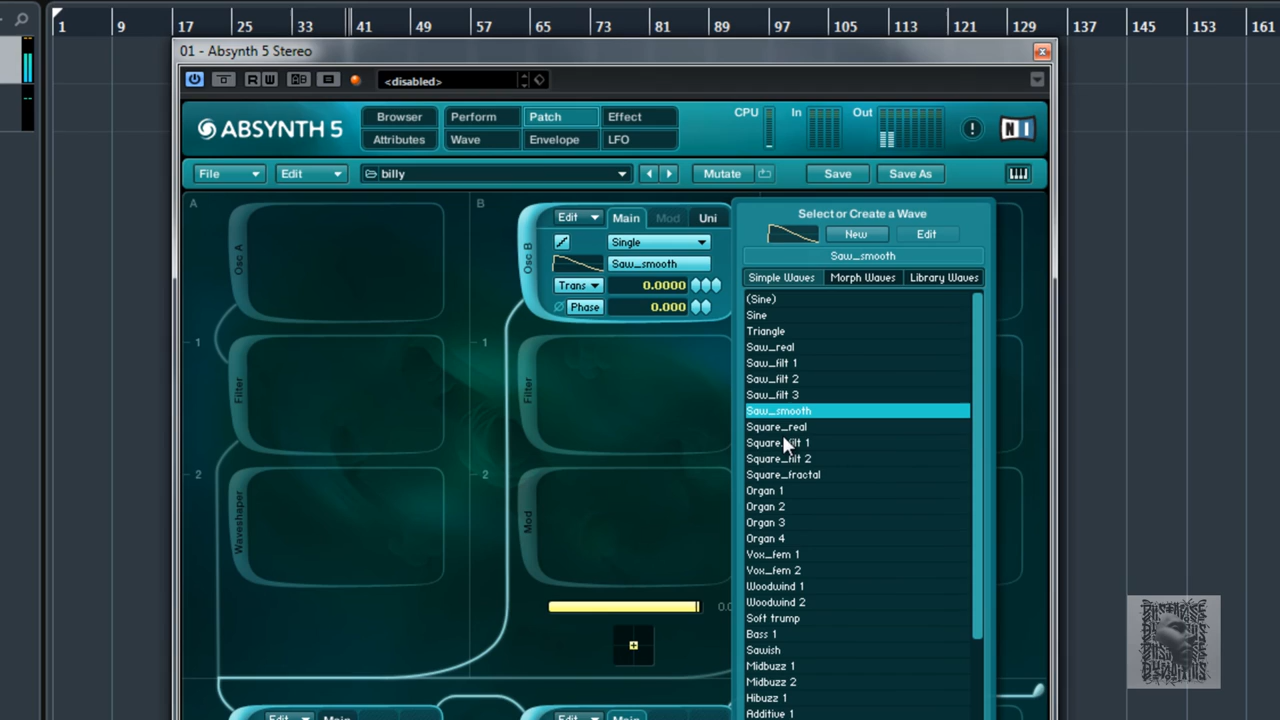 1 9 17 25 33 41 49 57 65 73 81 89 97 105 113 121 129 137 145 153 161
01 - Absynth 5 Stereo
R W
<disabled>
ABSYNTH 5
Browser Perform Patch Effect
Attributes Wave Envelope LFO
CPU In Out
! N I
File Edit billy Mutate Save Save As
A B
Osc A
Osc B
Edit Main Mod Uni
Single
Saw_smooth
Trans 0.0000
Phase 0.000
1 1
Filter
Filter
2 2
Waveshaper
Mod
Edit Main
Edit Main
Select or Create a Wave
New Edit
Saw_smooth
Simple Waves Morph Waves Library Waves
(Sine)
Sine
Triangle
Saw_real
Saw_filt 1
Saw_filt 2
Saw_filt 3
Saw_smooth
Square_real
Square_filt 1
Square_filt 2
Square_fractal
Organ 1
Organ 2
Organ 3
Organ 4
Vox_fem 1
Vox_fem 2
Woodwind 1
Woodwind 2
Soft trump
Bass 1
Sawish
Midbuzz 1
Midbuzz 2
Hibuzz 1
Additive 1